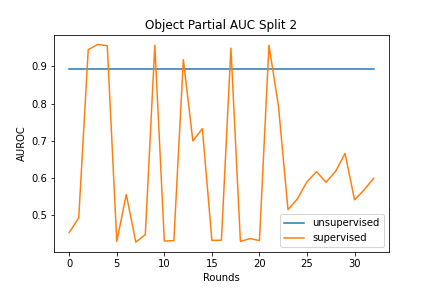 Object Partial AUC Split 2
AUROC
0.9
0.8
0.7
0.6
0.5
0 5 10 15 20 25 30
Rounds
unsupervised
supervised